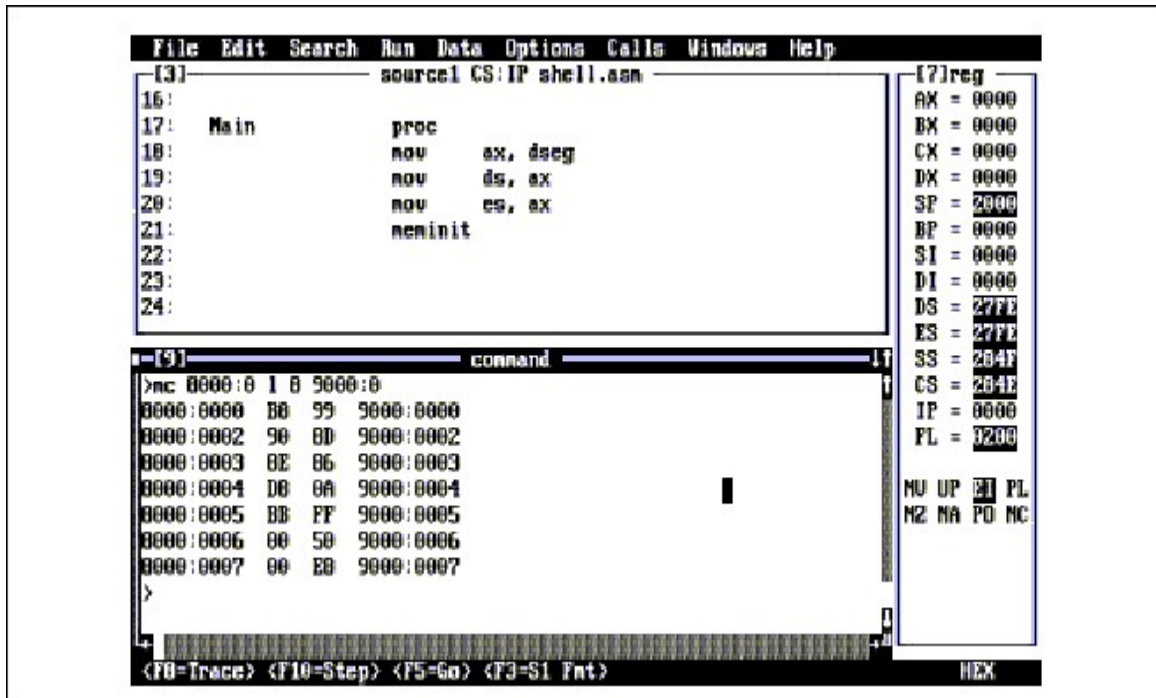 File Edit Search Run Data Options Calls Windows Help
[3] source1 CS:IP shell.asm
16:
17: Main proc
18: mov ax, dseg
19: mov ds, ax
20: mov es, ax
21: meminit
22:
23:
24:
[9] command
>mc 8000:0 l 8 9000:0
8000:0000 B8 99 9000:0000
8000:0002 90 8D 9000:0002
8000:0003 8E 06 9000:0003
8000:0004 D8 0A 9000:0004
8000:0005 BB FF 9000:0005
8000:0006 00 50 9000:0006
8000:0007 00 E8 9000:0007
>
<F8=Trace> <F10=Step> <F5=Go> <F3=S1 Fmt> HEX
[7]reg
AX = 0000
BX = 0000
CX = 0000
DX = 0000
SP = 2000
BP = 0000
SI = 0000
DI = 0000
DS = 27FE
ES = 27FE
SS = 284F
CS = 284E
IP = 0000
FL = 0200
NV UP EI PL
NZ NA PO NC